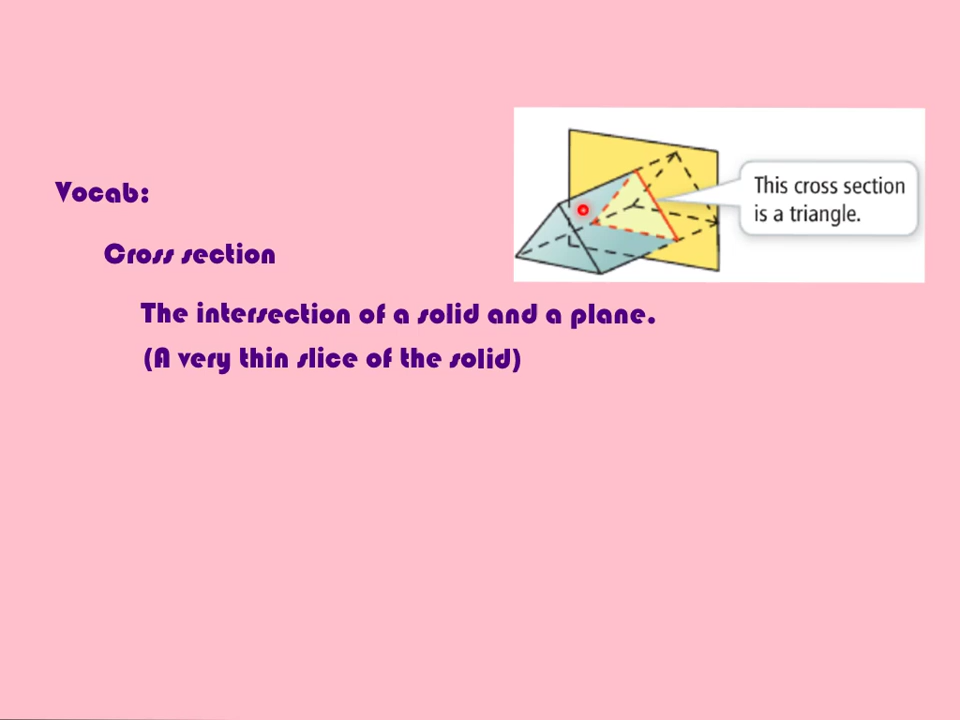 Vocab:
Cross section
The intersection of a solid and a plane.
(A very thin slice of the solid)
This cross section
is a triangle.